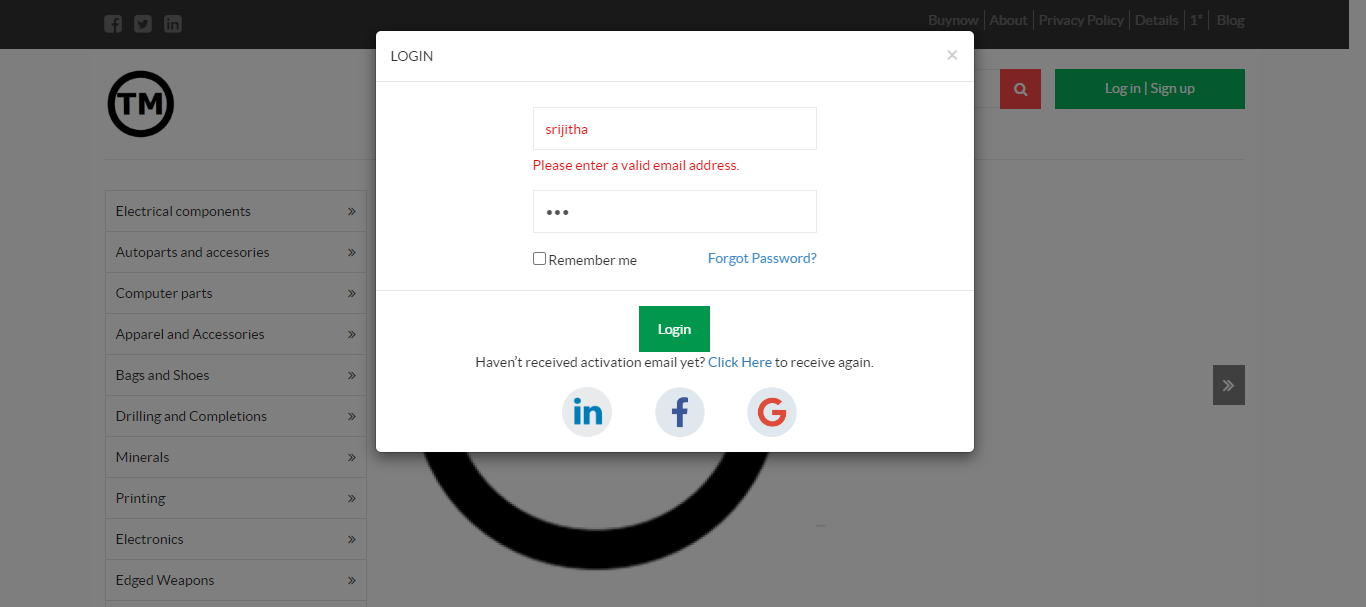 Buynow About Privacy Policy Details 1" Blog
LOGIN ×
TM
Log in | Sign up
srijitha
Please enter a valid email address.
•••
Remember me Forgot Password?
Login
Haven't received activation email yet? Click Here to receive again.
in f G
Electrical components
Autoparts and accesories
Computer parts
Apparel and Accessories
Bags and Shoes
Drilling and Completions
Minerals
Printing
Electronics
Edged Weapons